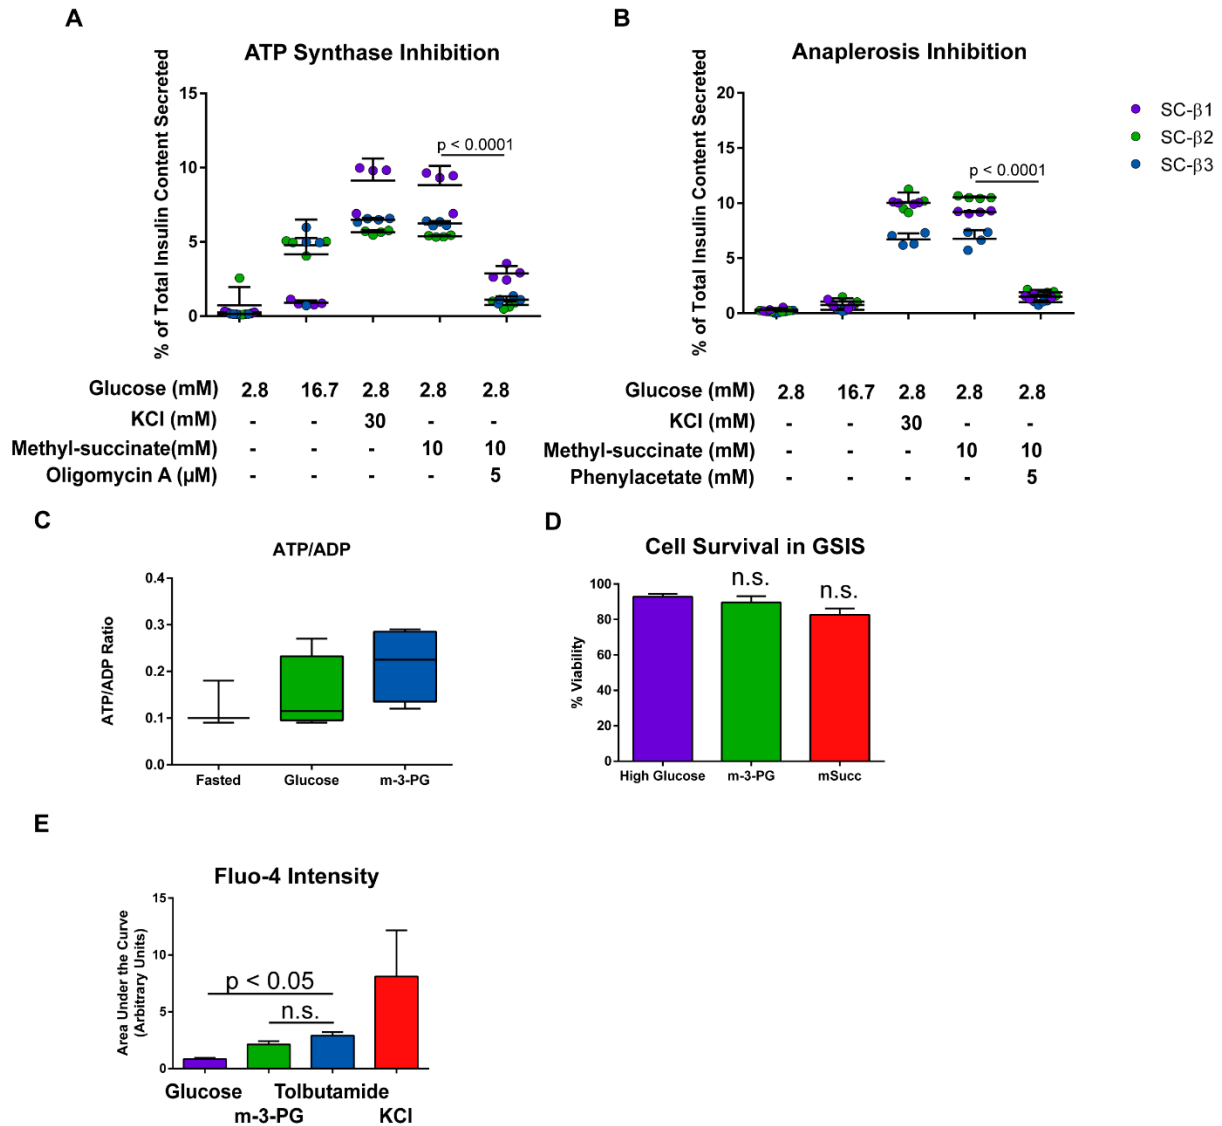 A
ATP Synthase Inhibition
% of Total Insulin Content Secreted
15
10
5
0
p < 0.0001
Glucose (mM) 2.8 16.7 2.8 2.8 2.8
KCl (mM) - - 30 - -
Methyl-succinate(mM) - - - 10 10
Oligomycin A (µM) - - - - 5
B
Anaplerosis Inhibition
% of Total Insulin Content Secreted
20
15
10
5
0
p < 0.0001
SC-β1
SC-β2
SC-β3
Glucose (mM) 2.8 16.7 2.8 2.8 2.8
KCl (mM) - - 30 - -
Methyl-succinate (mM) - - - 10 10
Phenylacetate (mM) - - - - 5
C
ATP/ADP
ATP/ADP Ratio
0.4
0.3
0.2
0.1
0.0
Fasted Glucose m-3-PG
D
Cell Survival in GSIS
% Viability
100
80
60
40
20
0
n.s.
n.s.
High Glucose m-3-PG mSucc
E
Fluo-4 Intensity
Area Under the Curve
(Arbitrary Units)
15
10
5
0
p < 0.05
n.s.
Glucose Tolbutamide
m-3-PG KCl